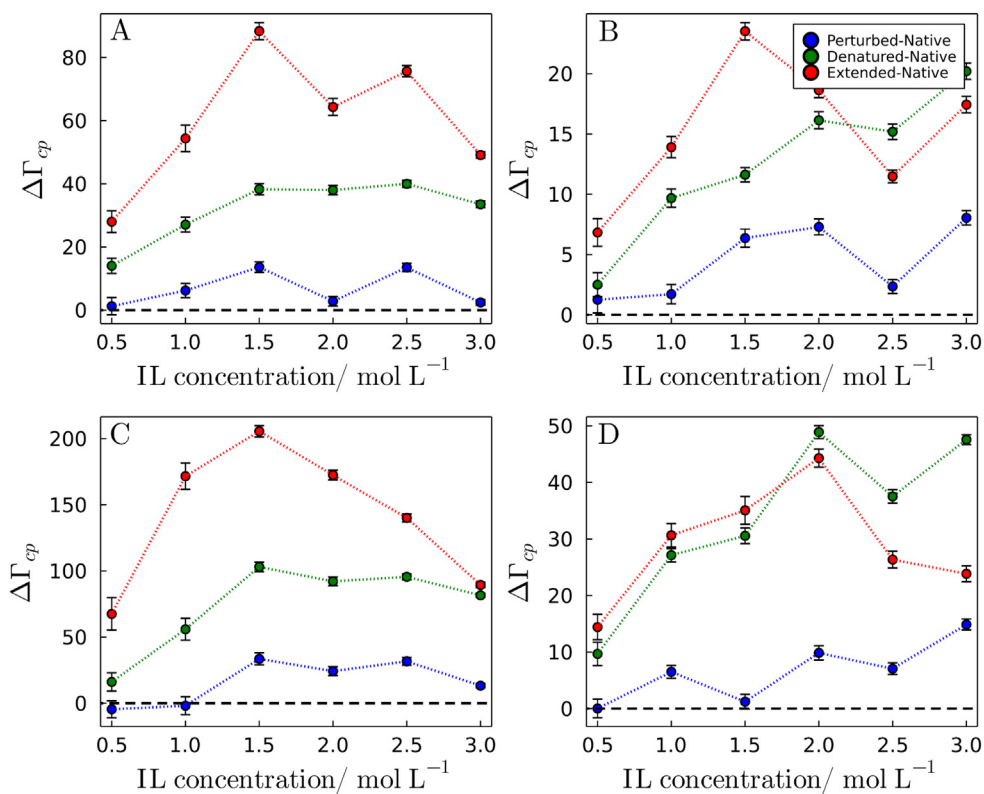 A
80
60
40
20
0
ΔΓcp
0.5 1.0 1.5 2.0 2.5 3.0
IL concentration/ mol L⁻¹
B
Perturbed-Native
Denatured-Native
Extended-Native
20
15
10
5
0
ΔΓcp
0.5 1.0 1.5 2.0 2.5 3.0
IL concentration/ mol L⁻¹
C
200
150
100
50
0
ΔΓcp
0.5 1.0 1.5 2.0 2.5 3.0
IL concentration/ mol L⁻¹
D
50
40
30
20
10
0
ΔΓcp
0.5 1.0 1.5 2.0 2.5 3.0
IL concentration/ mol L⁻¹